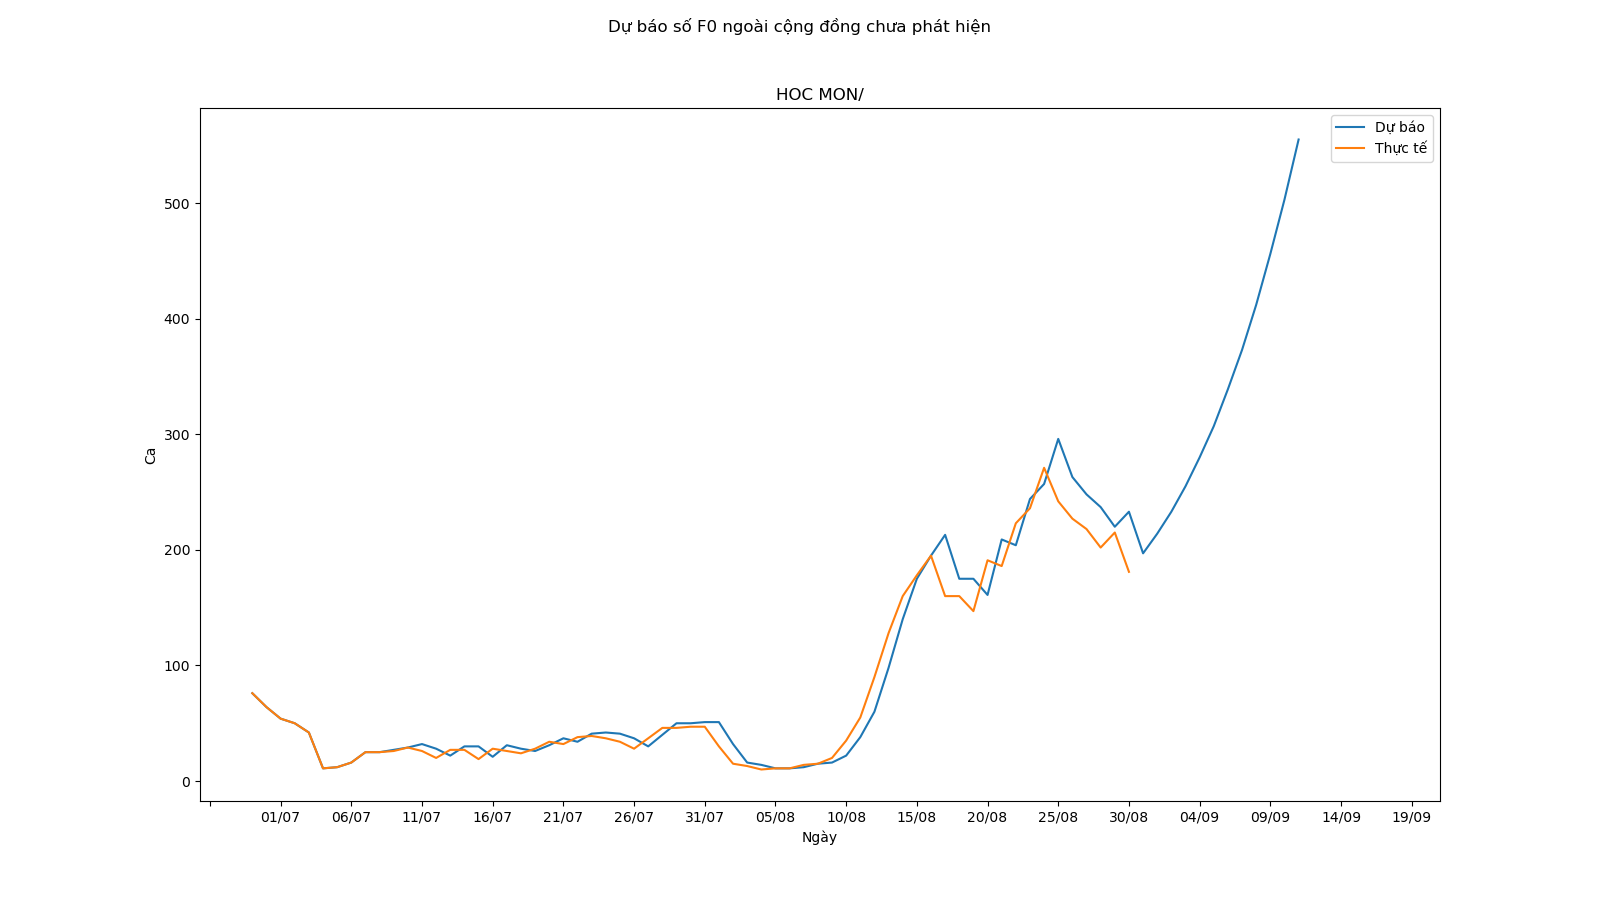 Dự báo số F0 ngoài cộng đồng chưa phát hiện
HOC MON/
Dự báo
Thực tế
500
400
300
200
100
0
Ca
01/07 06/07 11/07 16/07 21/07 26/07 31/07 05/08 10/08 15/08 20/08 25/08 30/08 04/09 09/09 14/09 19/09
Ngày